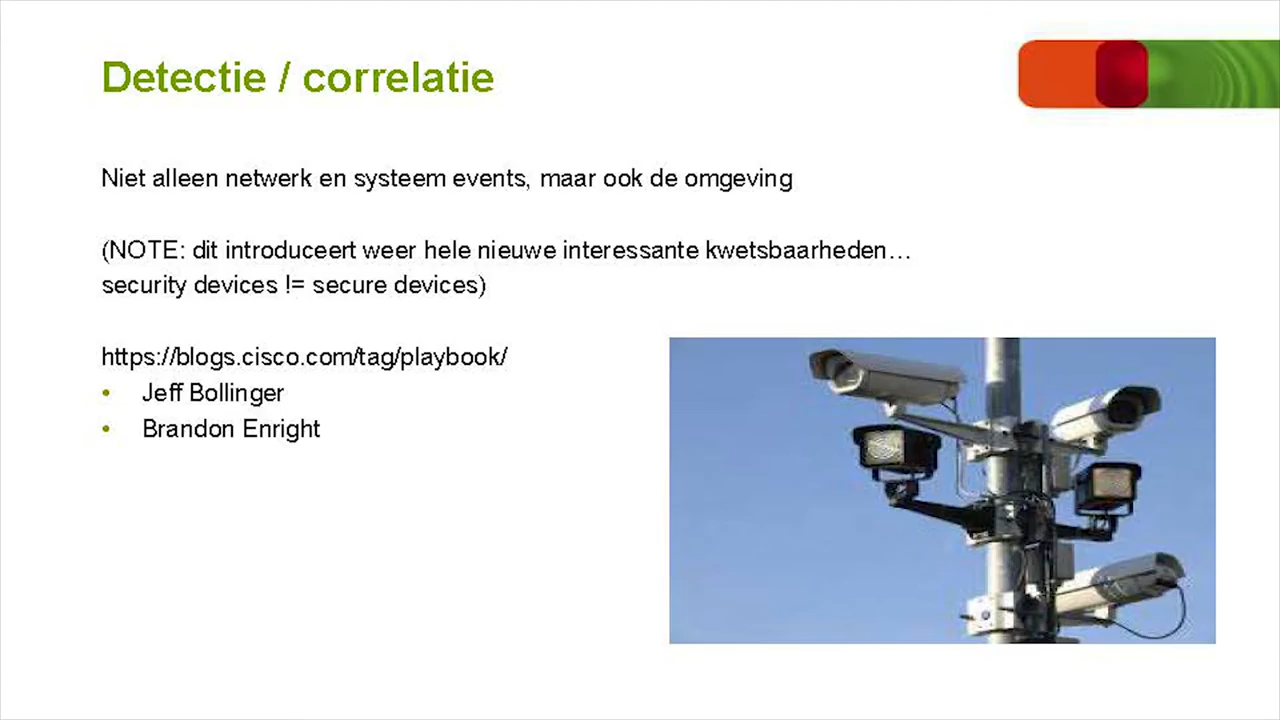 Detectie / correlatie
Niet alleen netwerk en systeem events, maar ook de omgeving
(NOTE: dit introduceert weer hele nieuwe interessante kwetsbaarheden…
security devices != secure devices)
https://blogs.cisco.com/tag/playbook/
• Jeff Bollinger
• Brandon Enright